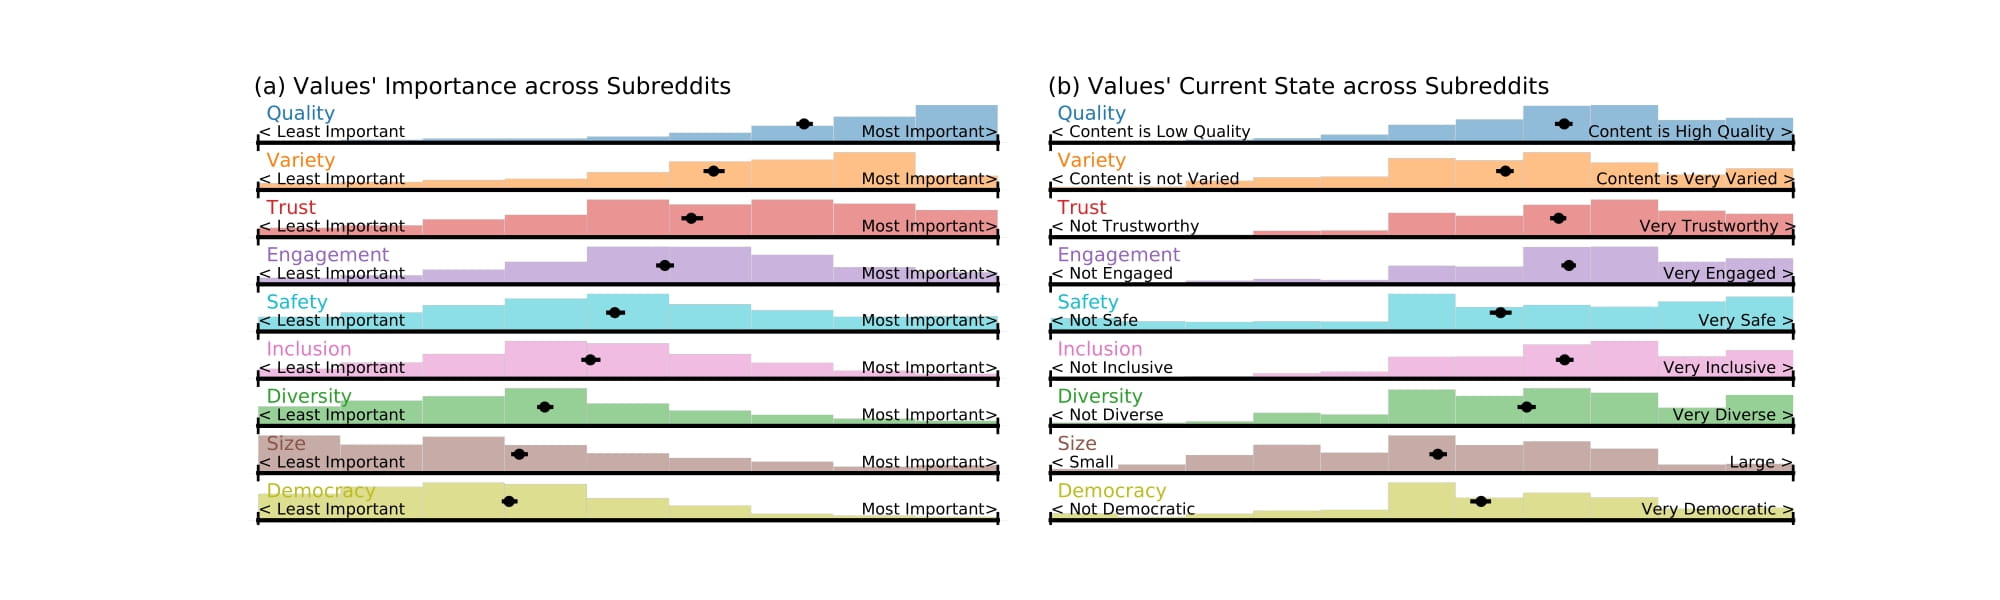 (a) Values' Importance across Subreddits
Quality
< Least Important Most Important>
Variety
< Least Important Most Important>
Trust
< Least Important Most Important>
Engagement
< Least Important Most Important>
Safety
< Least Important Most Important>
Inclusion
< Least Important Most Important>
Diversity
< Least Important Most Important>
Size
< Least Important Most Important>
Democracy
< Least Important Most Important>
(b) Values' Current State across Subreddits
Quality
< Content is Low Quality Content is High Quality >
Variety
< Content is not Varied Content is Very Varied >
Trust
< Not Trustworthy Very Trustworthy >
Engagement
< Not Engaged Very Engaged >
Safety
< Not Safe Very Safe >
Inclusion
< Not Inclusive Very Inclusive >
Diversity
< Not Diverse Very Diverse >
Size
< Small Large >
Democracy
< Not Democratic Very Democratic >